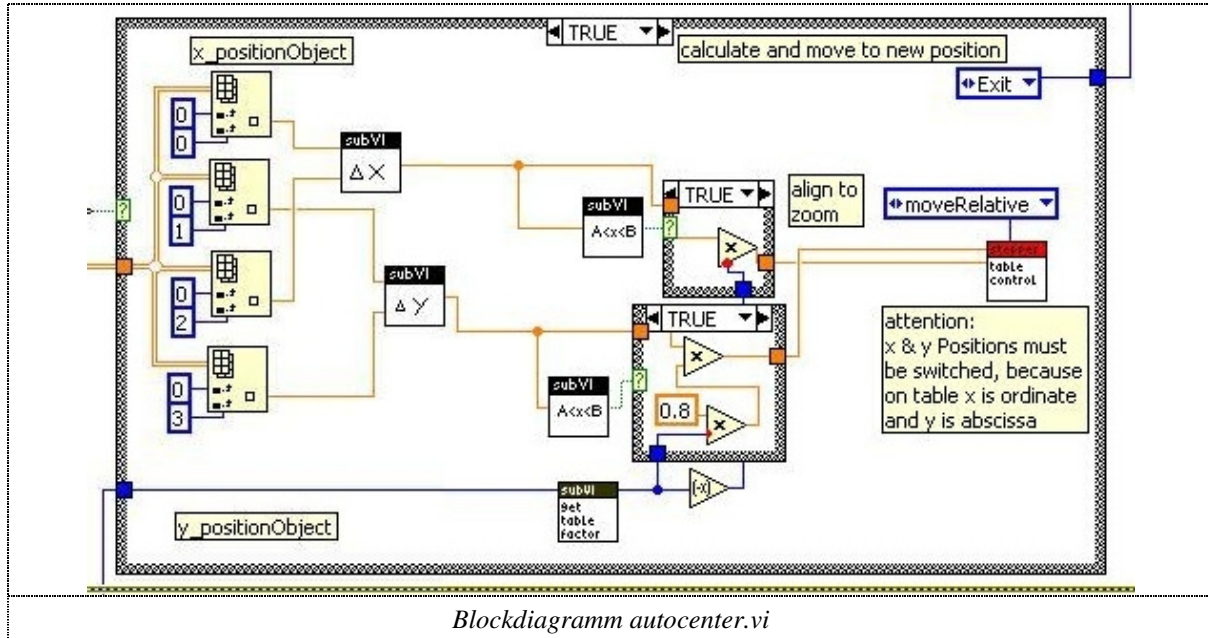 TRUE
x_positionObject
calculate and move to new position
Exit
0
0
subVI
Δ X
0
1
TRUE
align to
zoom
moveRelative
subVI
A<x<B
stepper
table
control
0
2
subVI
Δ Y
TRUE
attention:
x & y Positions must
be switched, because
on table x is ordinate
and y is abscissa
0
3
subVI
A<x<B
0.8
subVI
get
table
factor
(-x)
y_positionObject
Blockdiagramm autocenter.vi